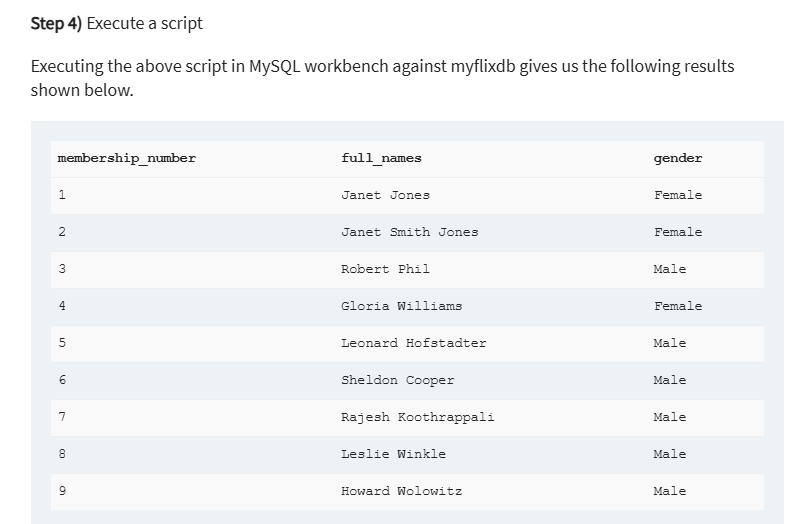 Step 4) Execute a script
Executing the above script in MySQL workbench against myflixdb gives us the following results
shown below.
membership_number full_names gender
1 Janet Jones Female
2 Janet Smith Jones Female
3 Robert Phil Male
4 Gloria Williams Female
5 Leonard Hofstadter Male
6 Sheldon Cooper Male
7 Rajesh Koothrappali Male
8 Leslie Winkle Male
9 Howard Wolowitz Male